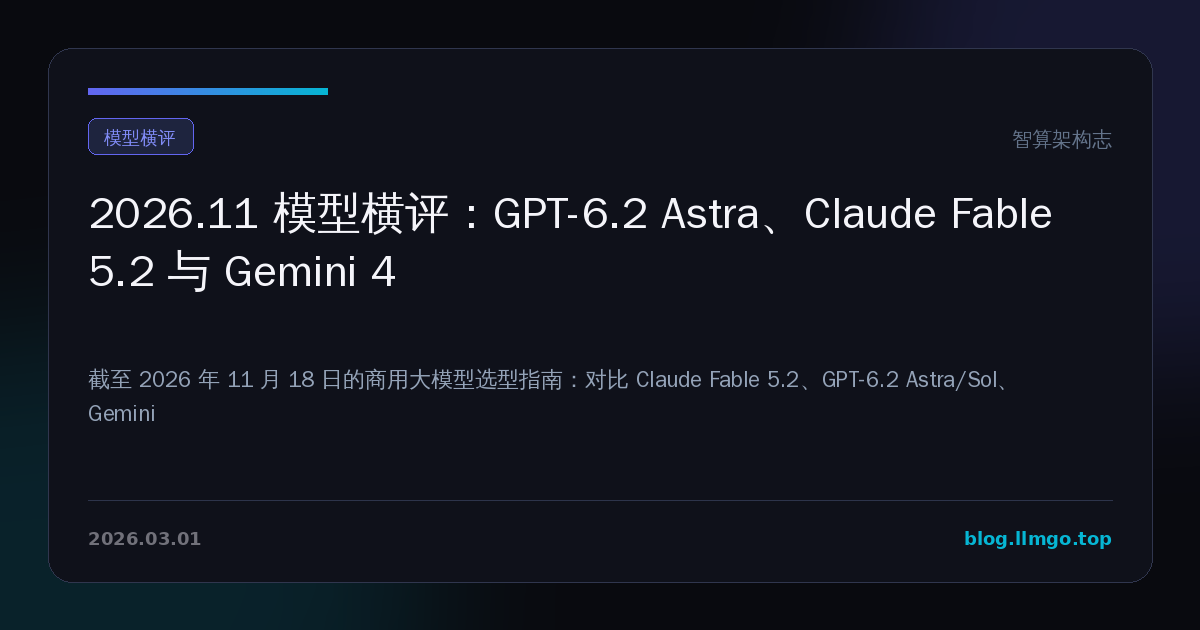 模型横评
智算架构志
2026.11 模型横评：GPT-6.2 Astra、Claude Fable
5.2 与 Gemini 4
截至 2026 年 11 月 18 日的商用大模型选型指南：对比 Claude Fable 5.2、GPT-6.2 Astra/Sol、
Gemini
2026.03.01
blog.llmgo.top